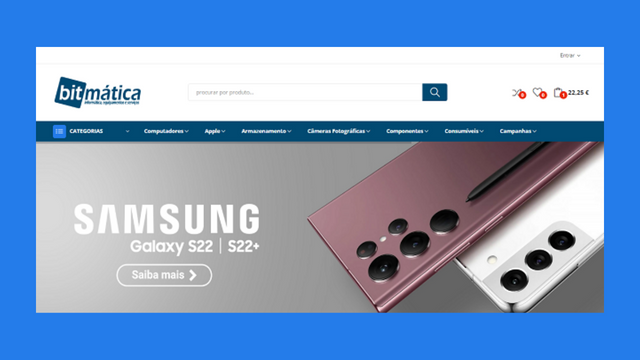 Entrar
bitmática
informática, equipamentos e serviços
procurar por produto...
0
0
1
22,25 €
CATEGORIAS
Computadores
Apple
Armazenamento
Câmeras Fotográficas
Componentes
Consumíveis
Campanhas
SAMSUNG
Galaxy S22 | S22+
Saiba mais